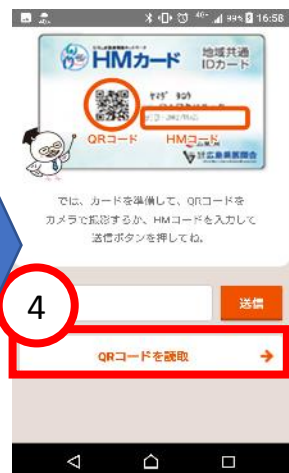 16:58
HMカード
地域共通
IDカード
QRコード
HMコード
では、カードを準備して、QRコードを
カメラで撮影するか、HMコードを入力して
送信ボタンを押してね。
4
送信
QRコードを読取